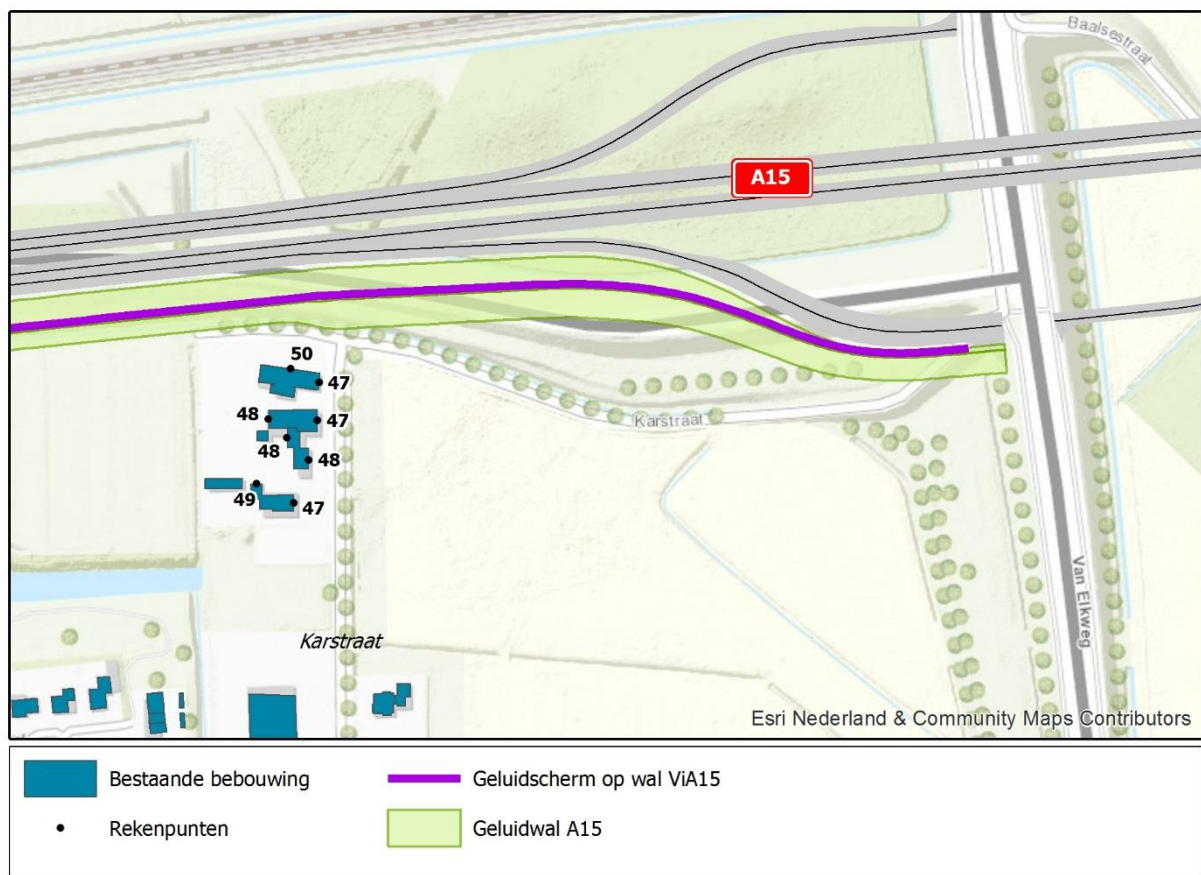 Baalsestraat
A15
50
47
48
47
48
48
49
47
Karstraat
Karstraat
Van Elkweg
Esri Nederland & Community Maps Contributors
Bestaande bebouwing
Geluidscherm op wal ViA15
Rekenpunten
Geluidwal A15